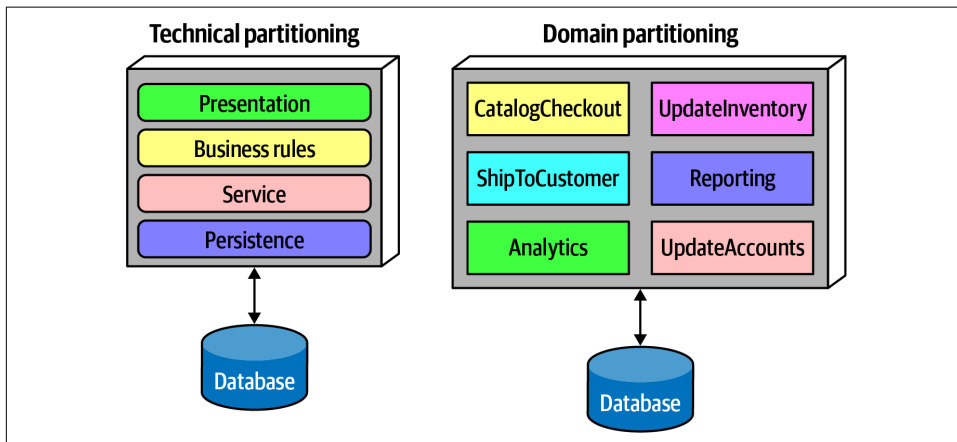 Technical partitioning
Presentation
Business rules
Service
Persistence
Database
Domain partitioning
CatalogCheckout
UpdateInventory
ShipToCustomer
Reporting
Analytics
UpdateAccounts
Database